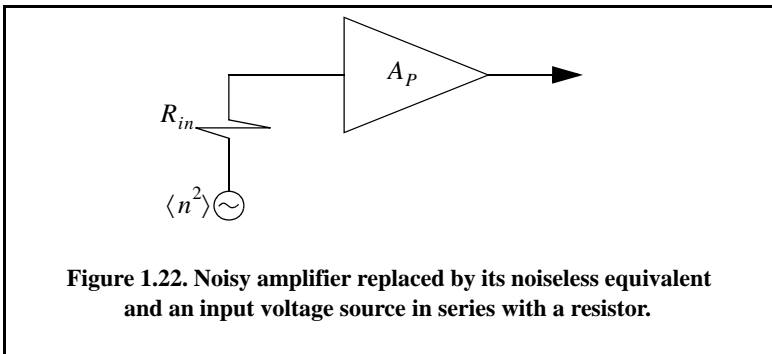 A_P
R_in
⟨n²⟩
Figure 1.22. Noisy amplifier replaced by its noiseless equivalent
and an input voltage source in series with a resistor.